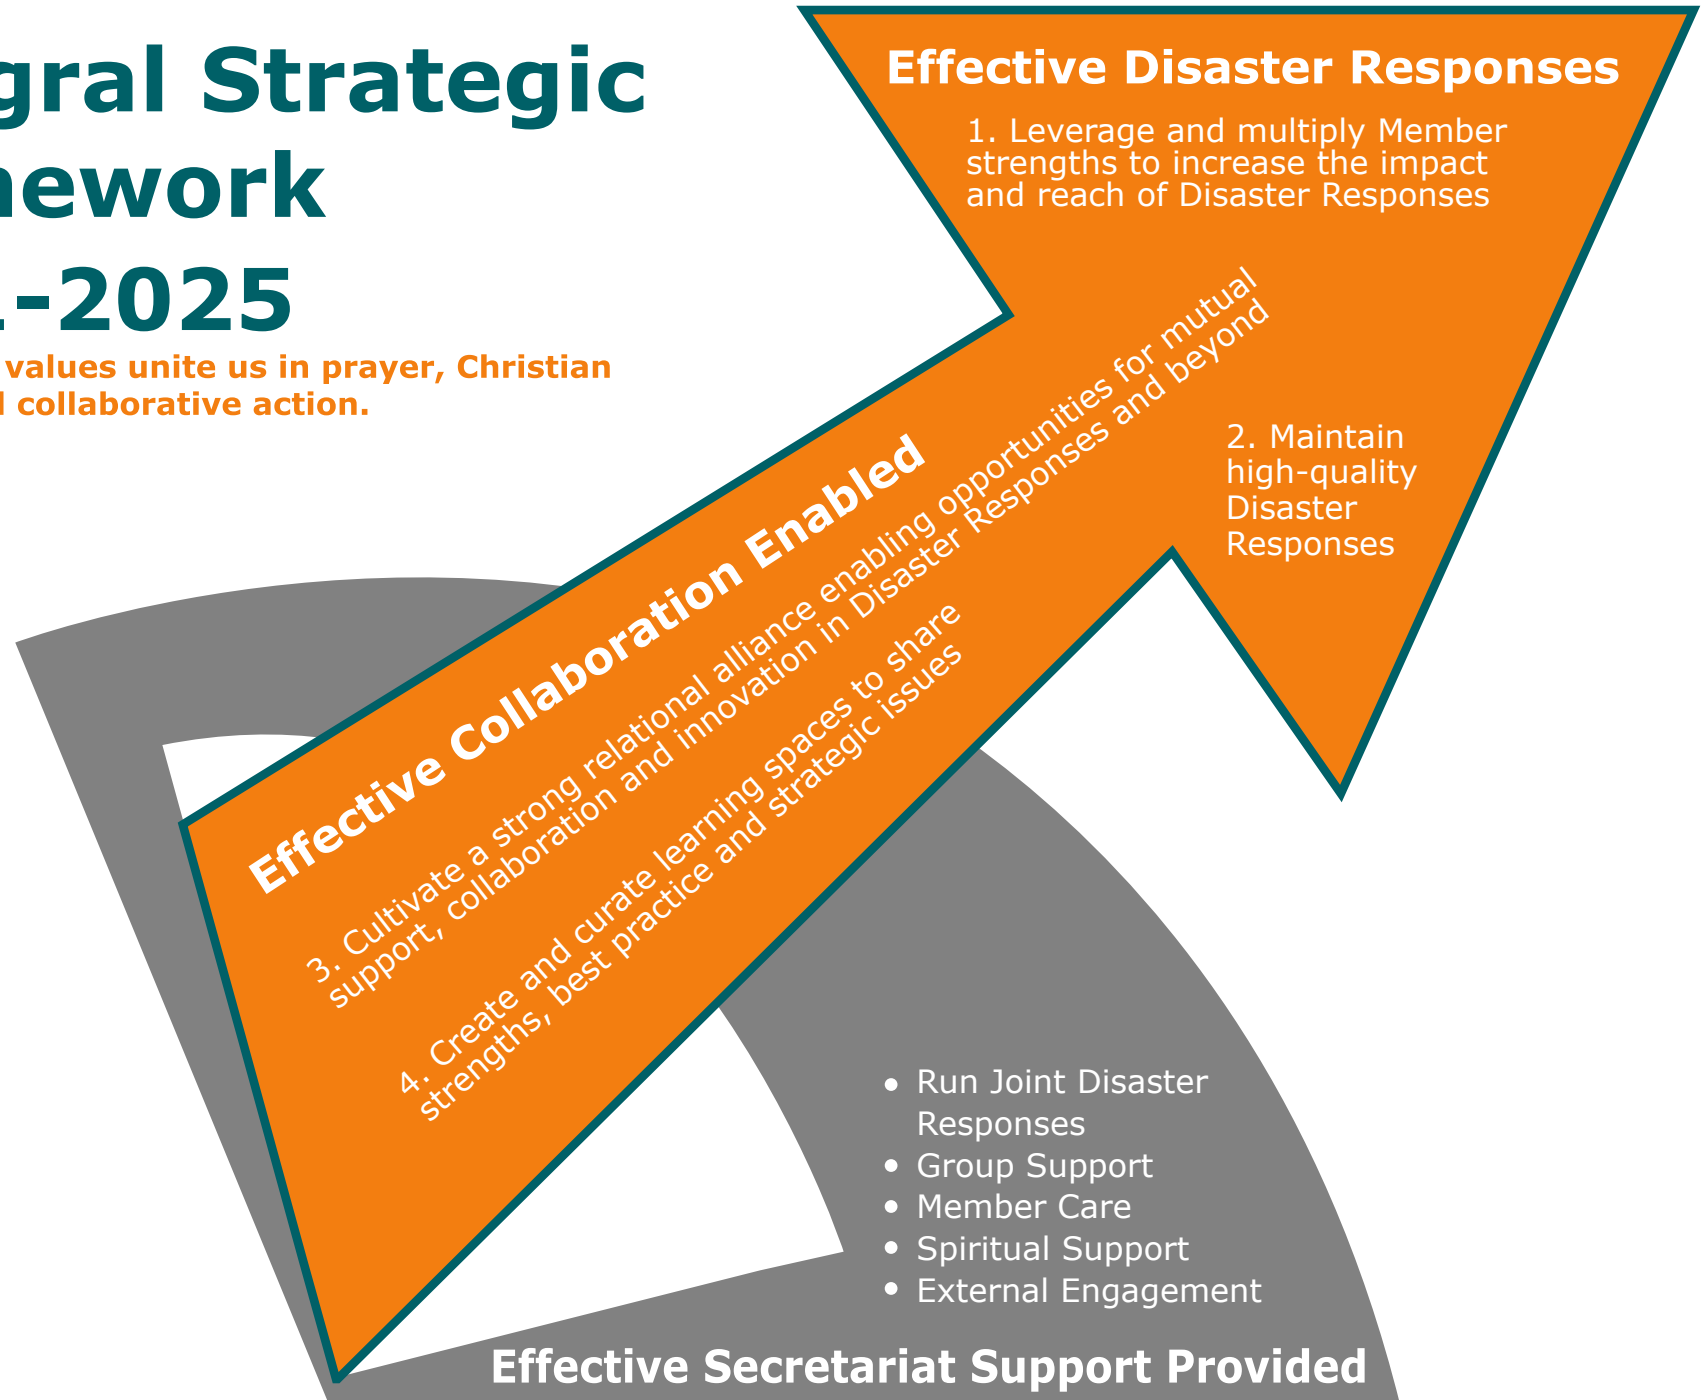 gral Strategic
ework
-2025
values unite us in prayer, Christian
collaborative action.
Effective Disaster Responses
1. Leverage and multiply Member
strengths to increase the impact
and reach of Disaster Responses
2. Maintain
high-quality
Disaster
Responses
Effective Collaboration Enabled
3. Cultivate a strong relational alliance enabling opportunities for mutual
support, collaboration and innovation in Disaster Responses and beyond
4. Create and curate learning spaces to share
strengths, best practice and strategic issues
• Run Joint Disaster
Responses
• Group Support
• Member Care
• Spiritual Support
• External Engagement
Effective Secretariat Support Provided